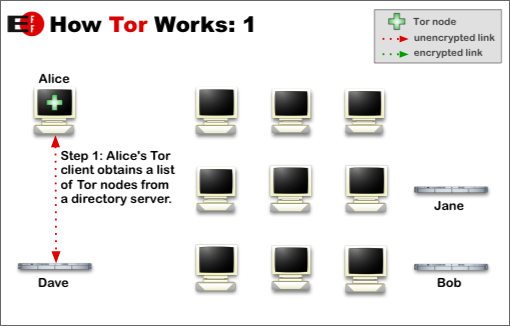 EFF How Tor Works: 1
Tor node
unencrypted link
encrypted link
Alice
Step 1: Alice's Tor
client obtains a list
of Tor nodes from
a directory server.
Jane
Dave
Bob